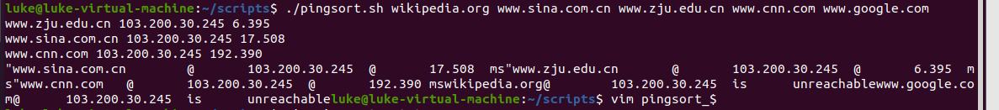 luke@luke-virtual-machine:~/scripts$ ./pingsort.sh wikipedia.org www.sina.com.cn www.zju.edu.cn www.cnn.com www.google.com
www.zju.edu.cn 103.200.30.245 6.395
www.sina.com.cn 103.200.30.245 17.508
www.cnn.com 103.200.30.245 192.390
"www.sina.com.cn @ 103.200.30.245 @ 17.508 ms"www.zju.edu.cn @ 103.200.30.245 @ 6.395 m
s"www.cnn.com @ 103.200.30.245 @ 192.390 mswikipedia.org@ 103.200.30.245 is unreachablewww.google.co
m@ 103.200.30.245 is unreachableluke@luke-virtual-machine:~/scripts$ vim pingsort_$